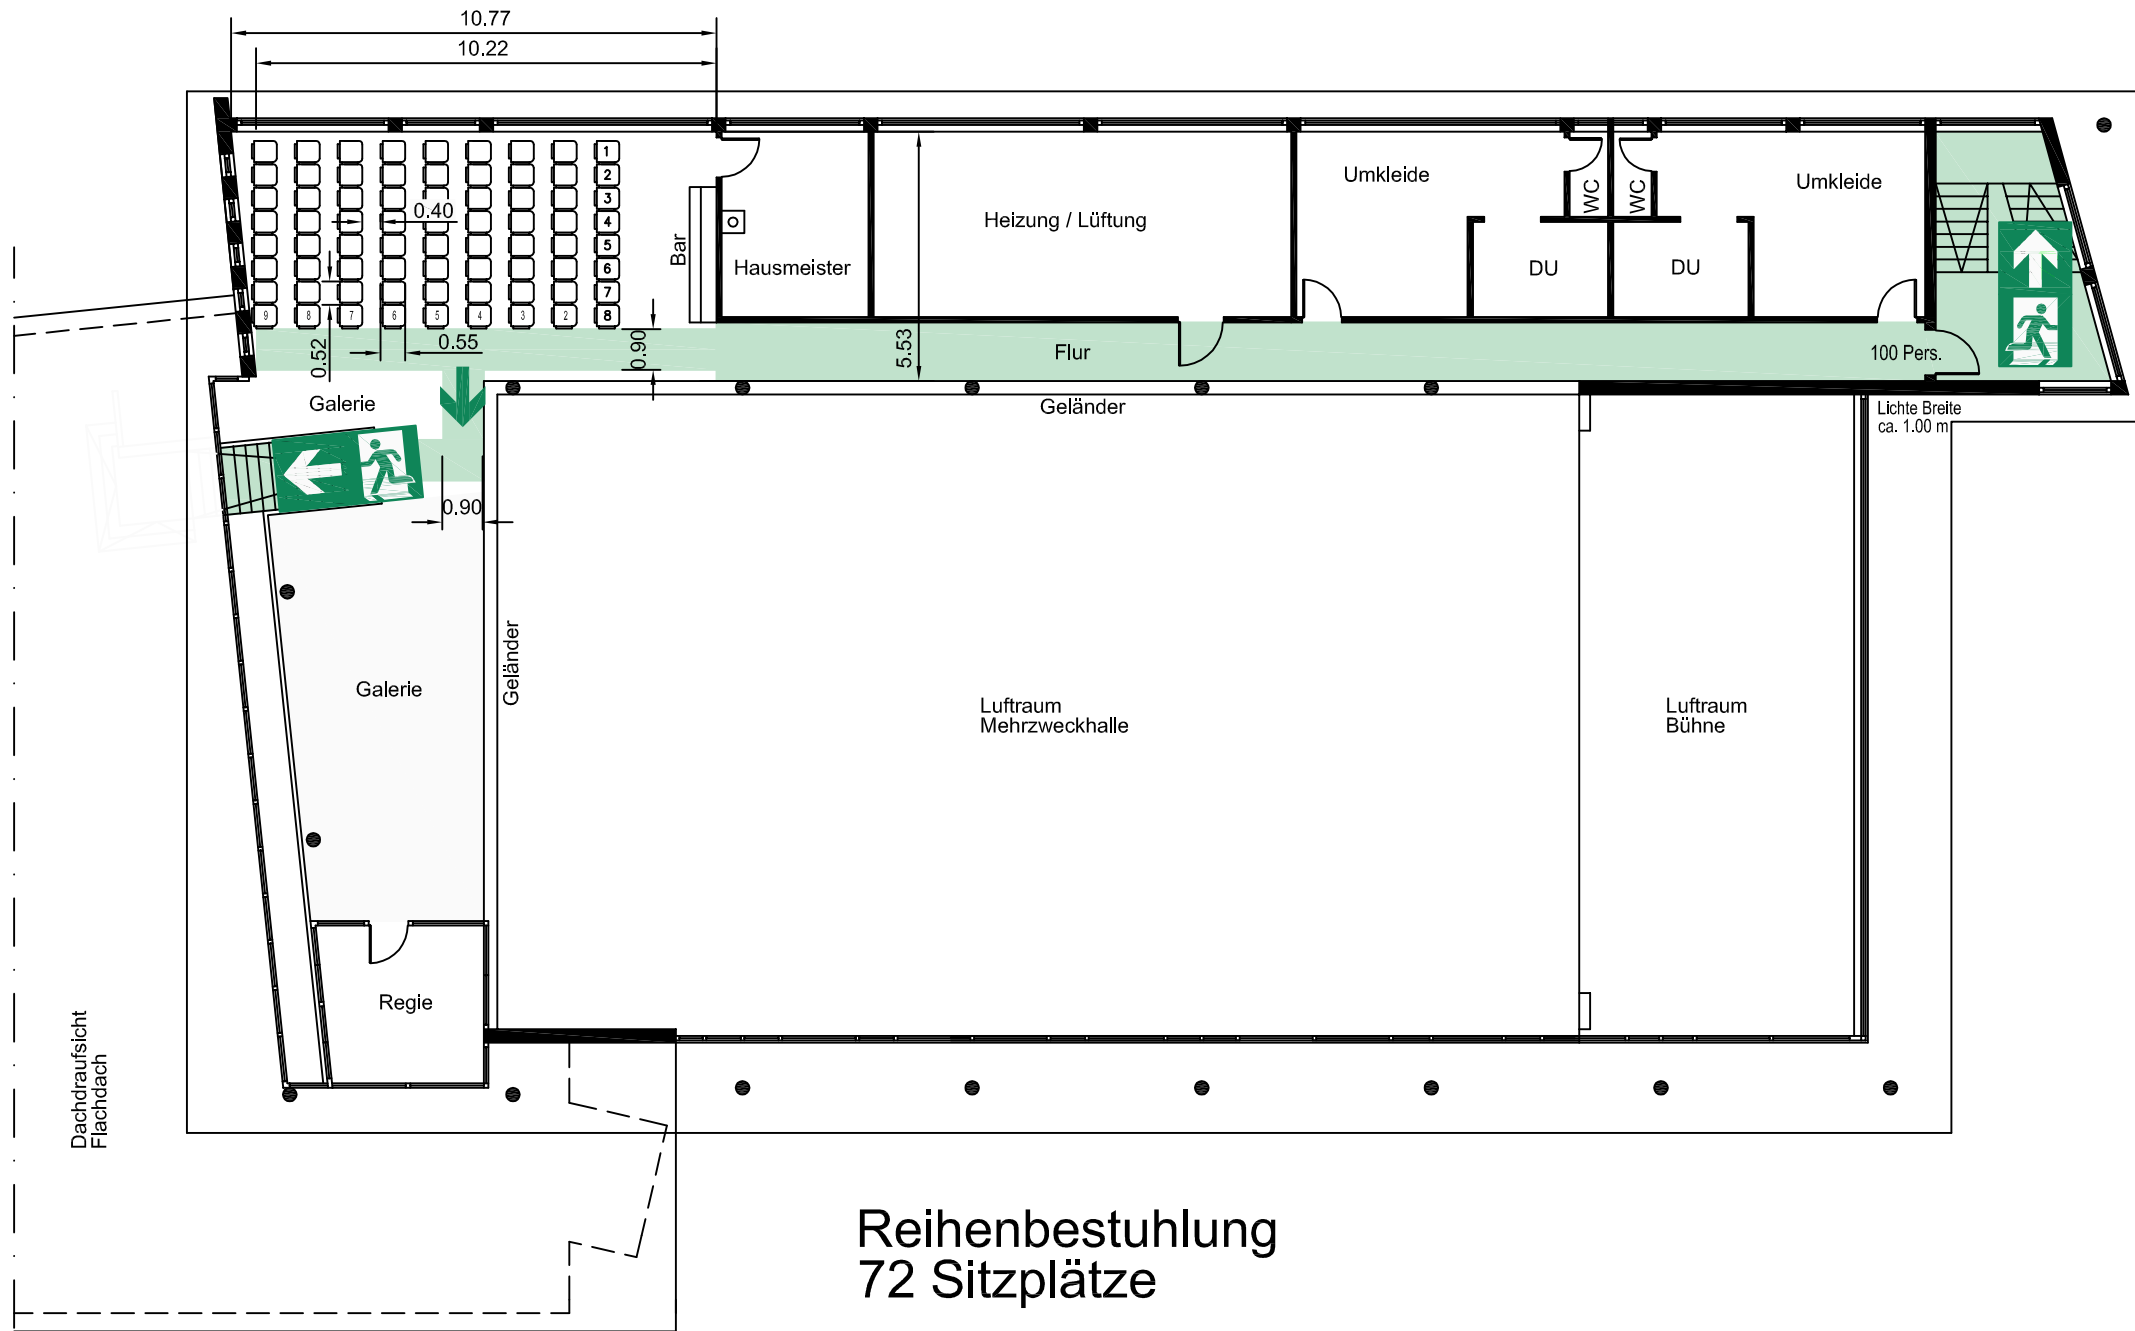 10.77
10.22
1
2
3
4
5
6
7
9 8 7 6 5 4 3 2 8
0.40
Bar
Hausmeister
Heizung / Lüftung
Umkleide
WC
WC
Umkleide
DU
DU
0.52
0.55
0.90
5.53
Flur
100 Pers.
Galerie
Geländer
Lichte Breite
ca. 1.00 m
0.90
Geländer
Galerie
Luftraum
Mehrzweckhalle
Luftraum
Bühne
Regie
Dachdraufsicht
Flachdach
Reihenbestuhlung
72 Sitzplätze